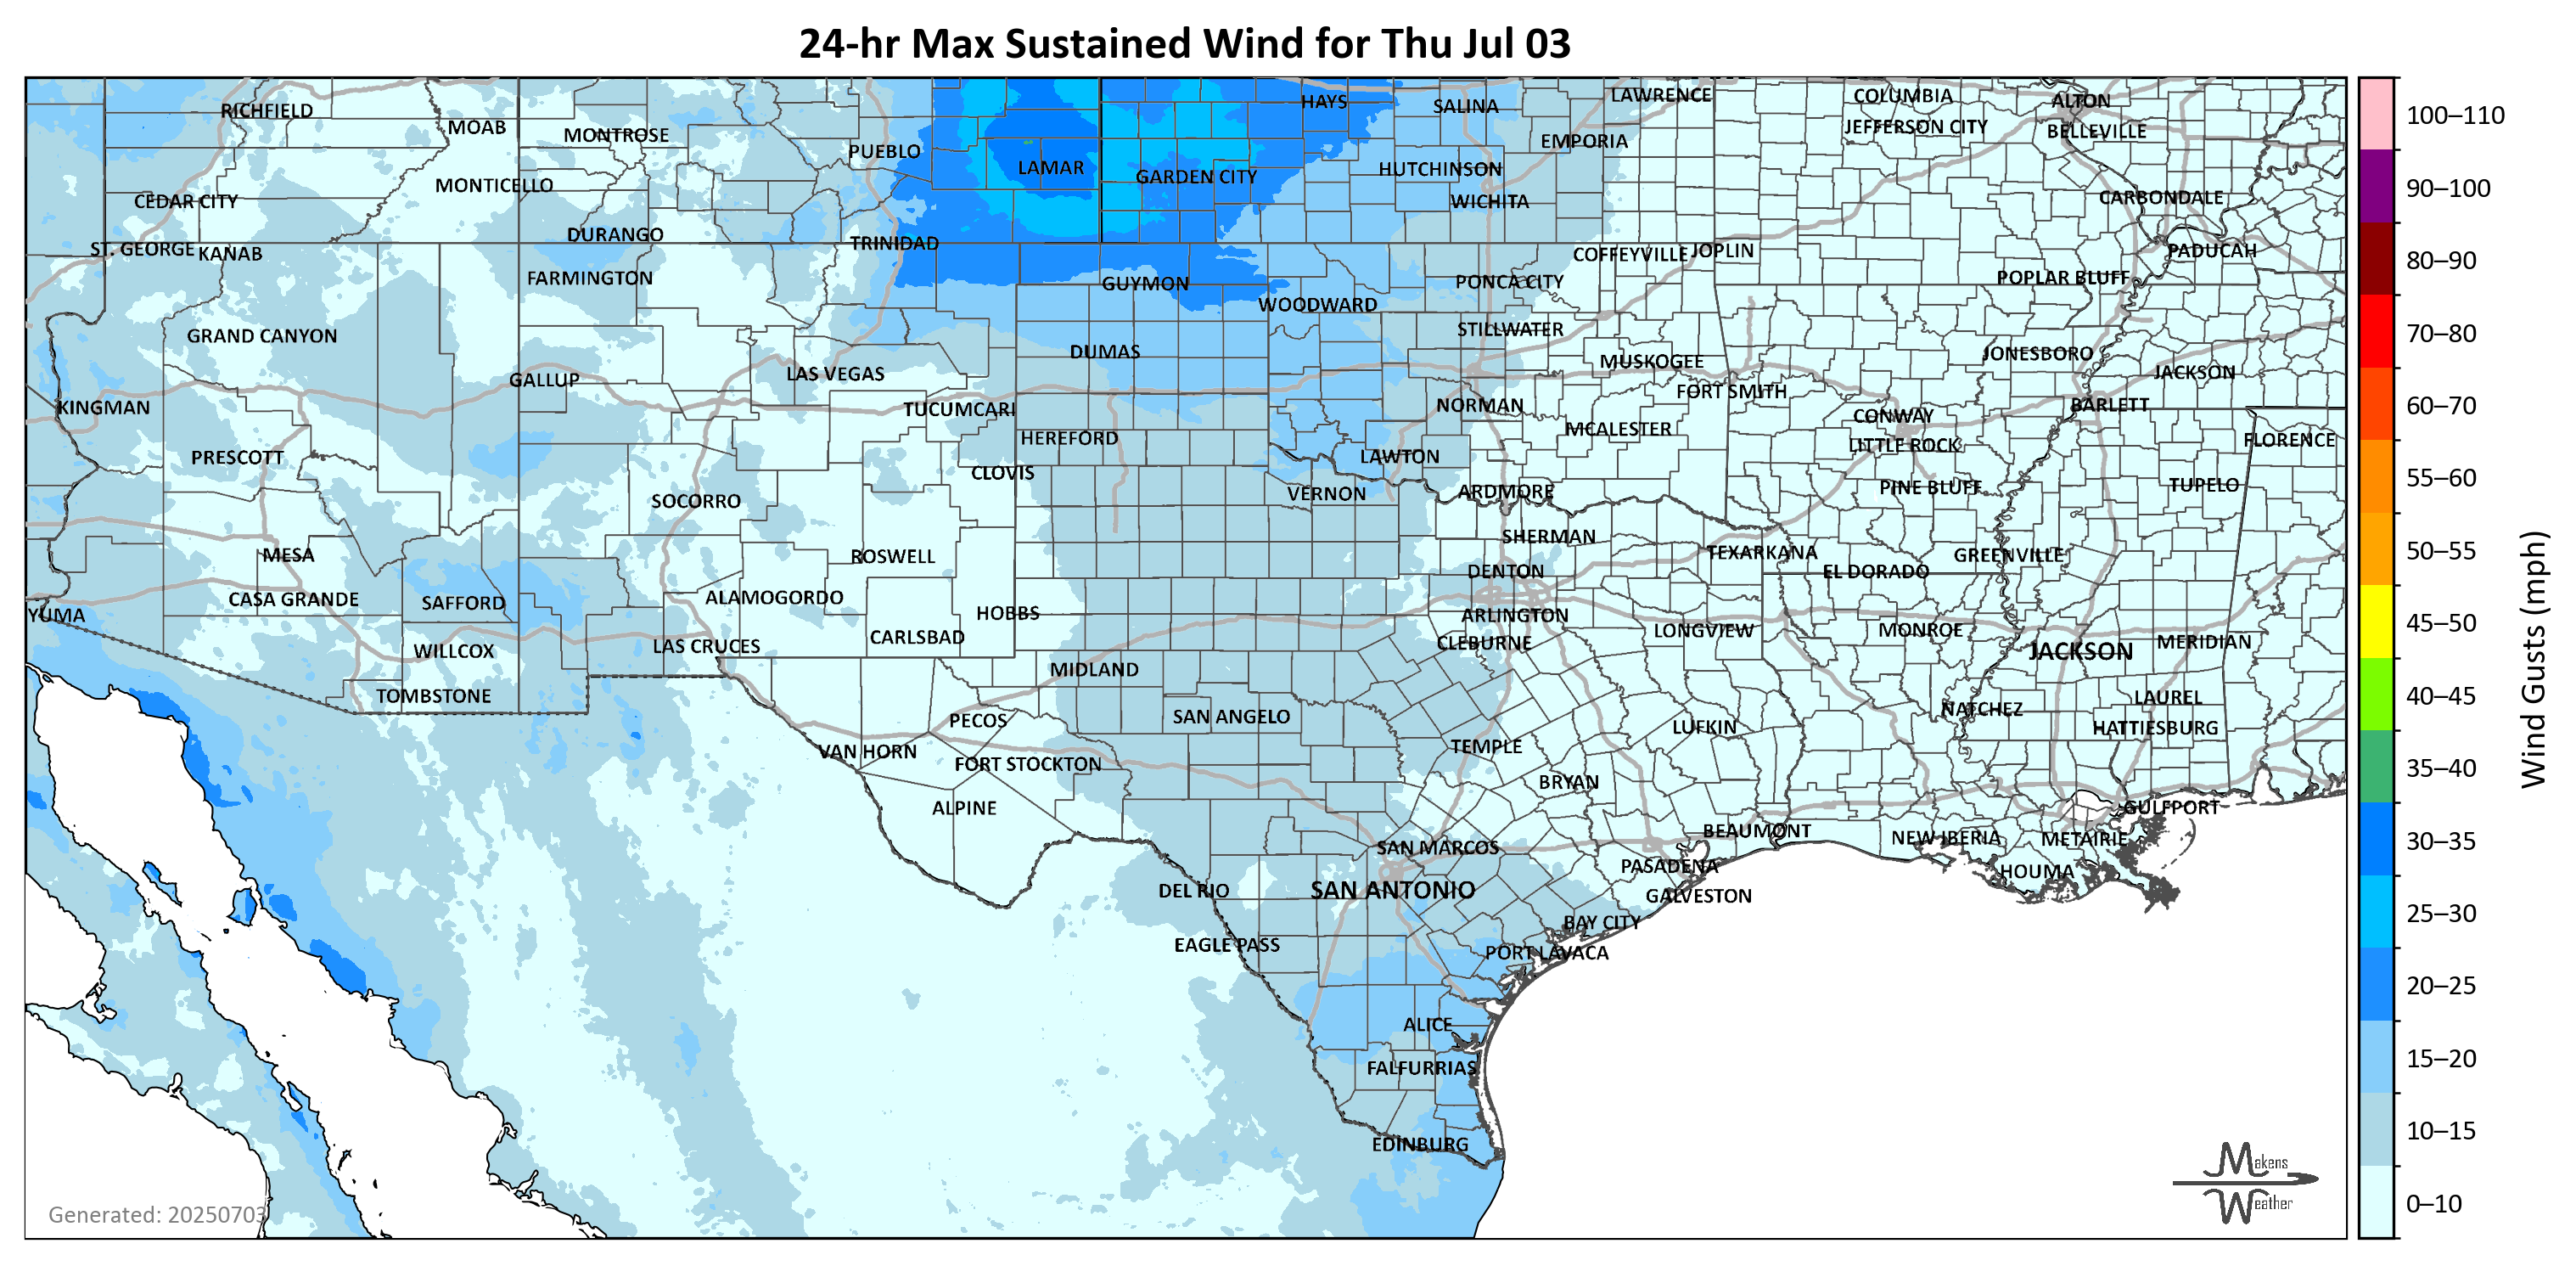 24-hr Max Sustained Wind for Thu Jul 03
RICHFIELD
MOAB
MONTROSE
PUEBLO
LAMAR
GARDEN CITY
HAYS
SALINA
LAWRENCE
EMPORIA
COLUMBIA
JEFFERSON CITY
ALTON
BELLEVILLE
MONTICELLO
CEDAR CITY
HUTCHINSON
WICHITA
CARBONDALE
ST. GEORGE
KANAB
DURANGO
TRINIDAD
COFFEYVILLE
JOPLIN
PADUCAH
FARMINGTON
GUYMON
WOODWARD
PONCA CITY
POPLAR BLUFF
GRAND CANYON
STILLWATER
DUMAS
MUSKOGEE
JONESBORO
GALLUP
LAS VEGAS
FORT SMITH
JACKSON
KINGMAN
TUCUMCARI
NORMAN
CONWAY
BARLETT
PRESCOTT
HEREFORD
MCALESTER
LITTLE ROCK
FLORENCE
CLOVIS
LAWTON
SOCORRO
VERNON
ARDMORE
PINE BLUFF
TUPELO
MESA
ROSWELL
SHERMAN
TEXARKANA
GREENVILLE
DENTON
EL DORADO
CASA GRANDE
SAFFORD
ALAMOGORDO
HOBBS
ARLINGTON
YUMA
CARLSBAD
CLEBURNE
LONGVIEW
MONROE
WILLCOX
LAS CRUCES
JACKSON
MERIDIAN
MIDLAND
TOMBSTONE
LAUREL
PECOS
SAN ANGELO
NATCHEZ
VAN HORN
TEMPLE
LUFKIN
HATTIESBURG
FORT STOCKTON
BRYAN
ALPINE
GULFPORT
BEAUMONT
NEW IBERIA
METAIRIE
SAN MARCOS
PASADENA
HOUMA
DEL RIO
SAN ANTONIO
GALVESTON
BAY CITY
EAGLE PASS
PORT LAVACA
ALICE
FALFURRIAS
EDINBURG
Generated: 20250703
Makens
Weather
100–110
90–100
80–90
70–80
60–70
55–60
50–55
45–50
40–45
35–40
30–35
25–30
20–25
15–20
10–15
0–10
Wind Gusts (mph)